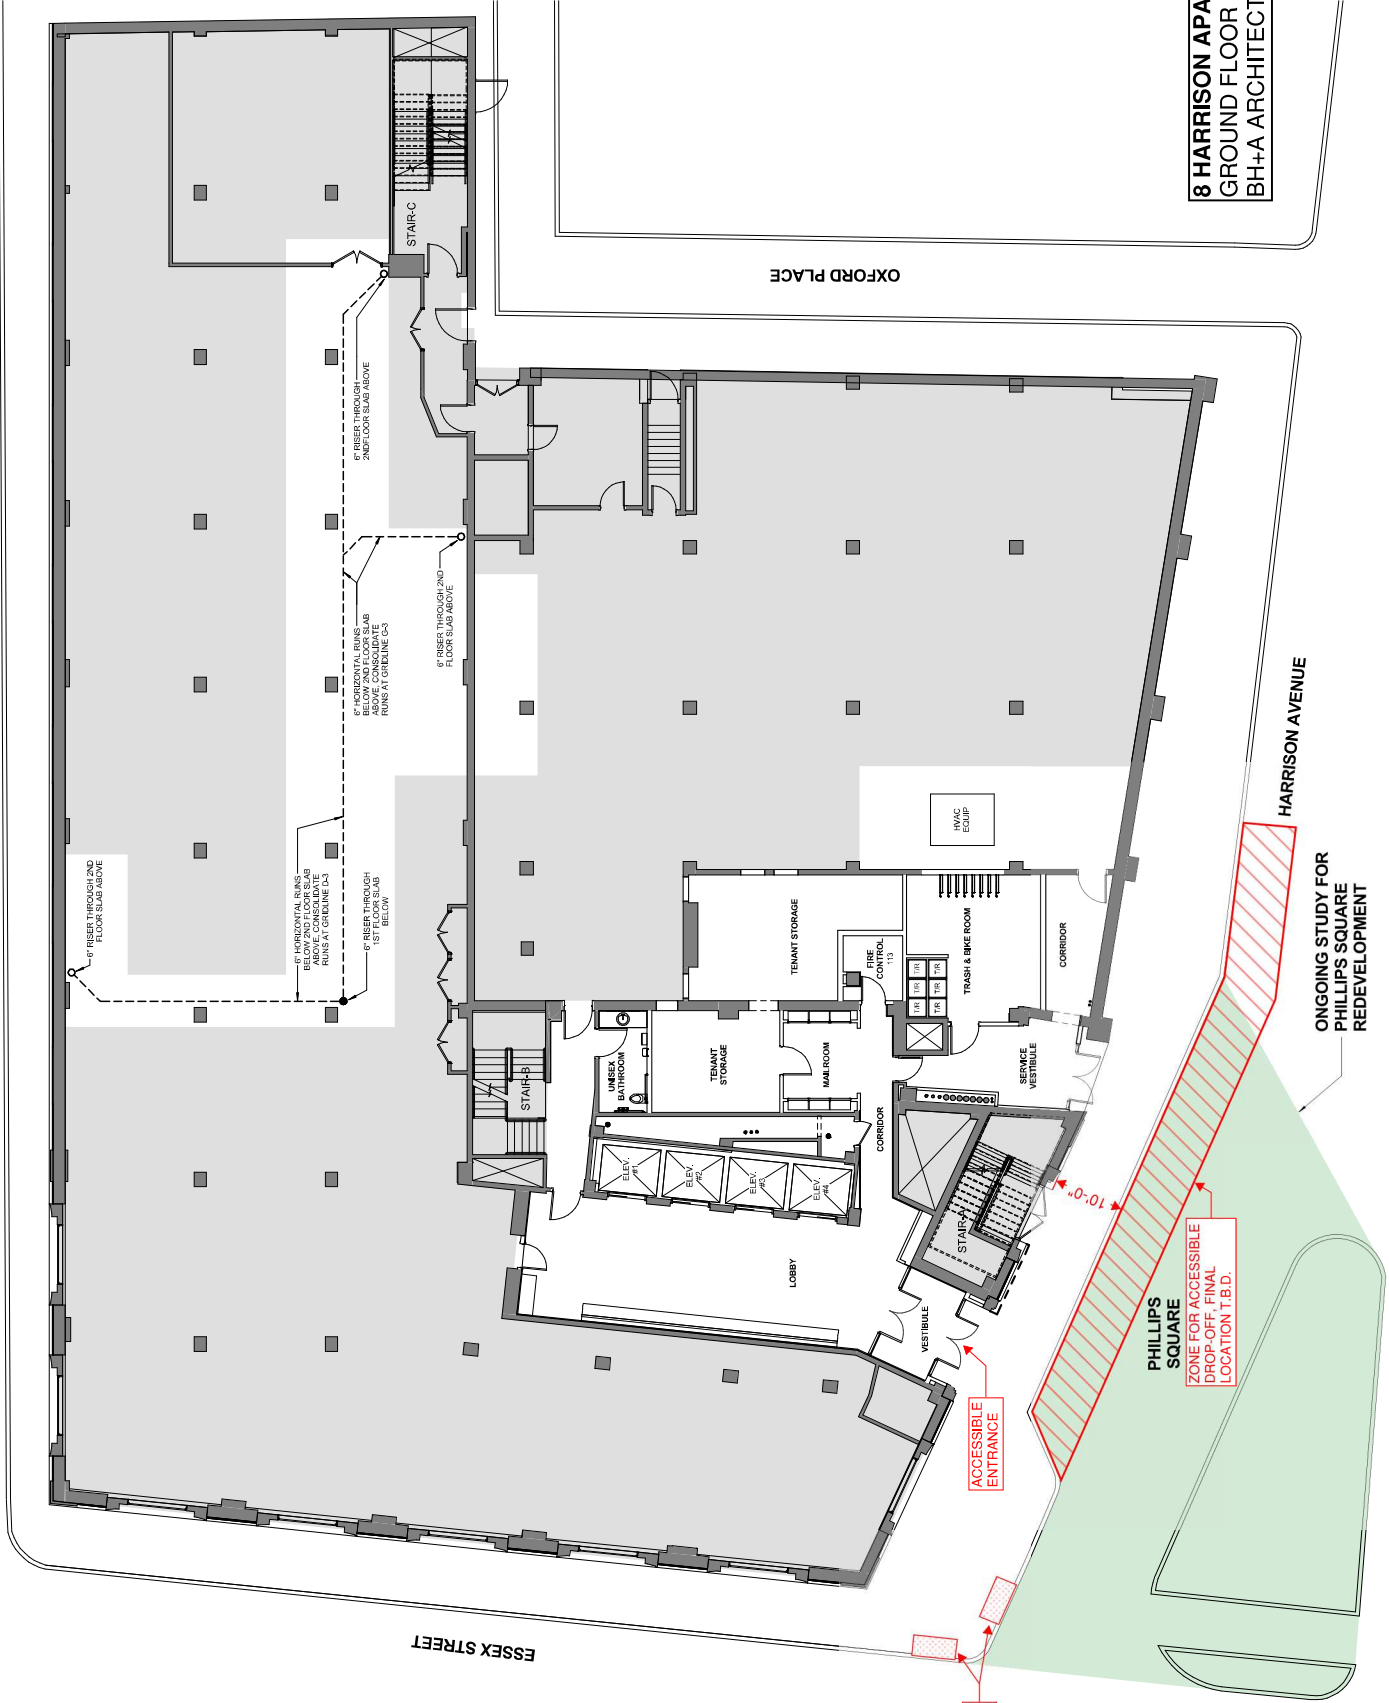 8 HARRISON APA
GROUND FLOOR
BH+A ARCHITECT
STAIR-C
OXFORD PLACE
6" RISER THROUGH
2NDFLOOR SLAB ABOVE
6" RISER THROUGH 2ND
FLOOR SLAB ABOVE
6" HORIZONTAL RUNS
BELOW 2ND FLOOR SLAB
ABOVE, CONSOLIDATE
RUNS AT GRIDLINE G-3
6" RISER THROUGH 2ND
FLOOR SLAB ABOVE
6" HORIZONTAL RUNS
BELOW 2ND FLOOR SLAB
ABOVE, CONSOLIDATE
RUNS AT GRIDLINE D-3
6" RISER THROUGH
1ST FLOOR SLAB
BELOW
HVAC
EQUIP
HARRISON AVENUE
ONGOING STUDY FOR
PHILLIPS SQUARE
REDEVELOPMENT
TENANT STORAGE
FIRE
CONTROL
113
TRASH & BIKE ROOM
T/R
T/R
T/R
T/R
T/R
T/R
CORRIDOR
STAIR-B
UNISEX
BATHROOM
TENANT
STORAGE
MAILROOM
SERVICE
VESTIBULE
CORRIDOR
ELEV.
#1
ELEV.
#2
ELEV.
#3
ELEV.
#4
STAIR-A
10'-0"
LOBBY
VESTIBULE
PHILLIPS
SQUARE
ZONE FOR ACCESSIBLE
DROP-OFF, FINAL
LOCATION T.B.D.
ACCESSIBLE
ENTRANCE
ESSEX STREET